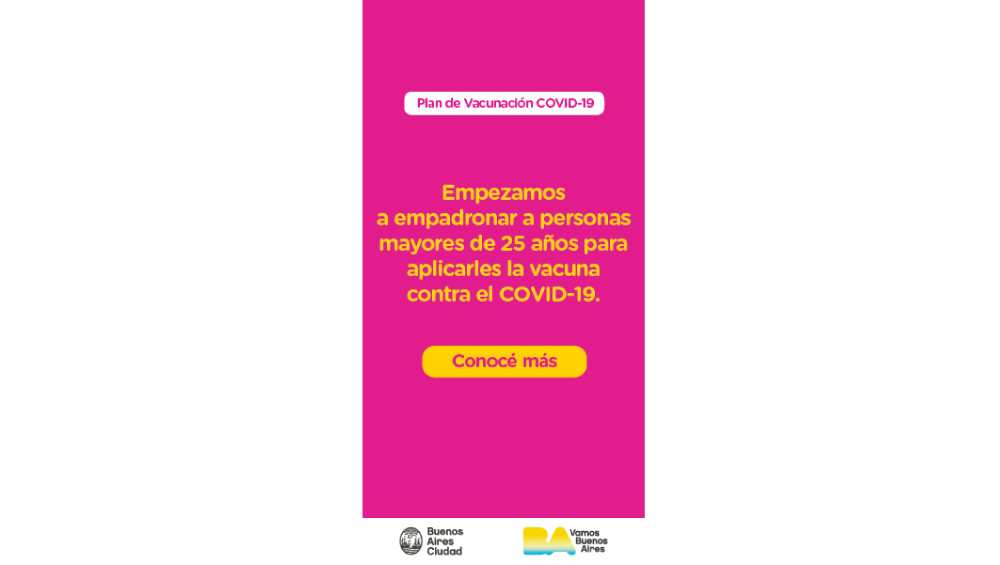 Plan de Vacunación COVID-19
Empezamos
a empadronar a personas
mayores de 25 años para
aplicarles la vacuna
contra el COVID-19.
Conocé más
Buenos
Aires
Ciudad
BA
Vamos
Buenos
Aires